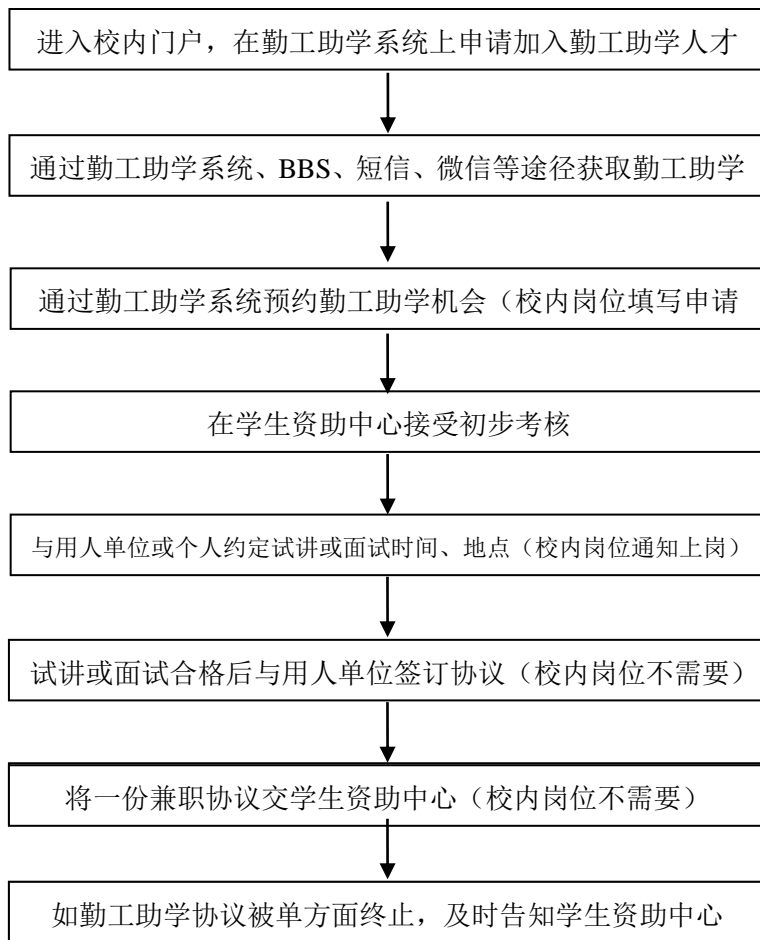 进入校内门户，在勤工助学系统上申请加入勤工助学人才
通过勤工助学系统、BBS、短信、微信等途径获取勤工助学
通过勤工助学系统预约勤工助学机会（校内岗位填写申请
在学生资助中心接受初步考核
与用人单位或个人约定试讲或面试时间、地点（校内岗位通知上岗）
试讲或面试合格后与用人单位签订协议（校内岗位不需要）
将一份兼职协议交学生资助中心（校内岗位不需要）
如勤工助学协议被单方面终止，及时告知学生资助中心